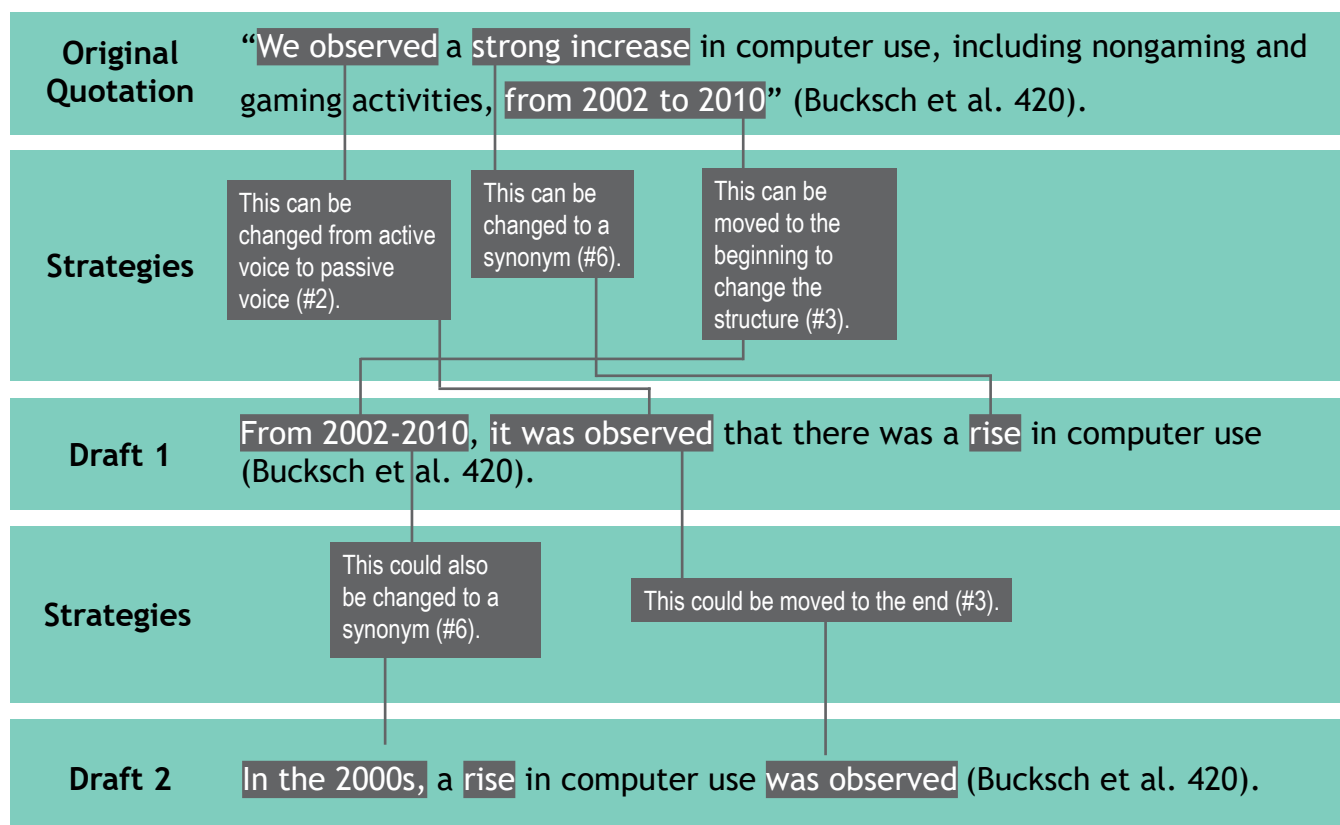 Original
Quotation
“We observed a strong increase in computer use, including nongaming and
gaming activities, from 2002 to 2010” (Bucksch et al. 420).
Strategies
This can be
changed from active
voice to passive
voice (#2).
This can be
changed to a
synonym (#6).
This can be
moved to the
beginning to
change the
structure (#3).
Draft 1
From 2002-2010, it was observed that there was a rise in computer use
(Bucksch et al. 420).
Strategies
This could also
be changed to a
synonym (#6).
This could be moved to the end (#3).
Draft 2
In the 2000s, a rise in computer use was observed (Bucksch et al. 420).